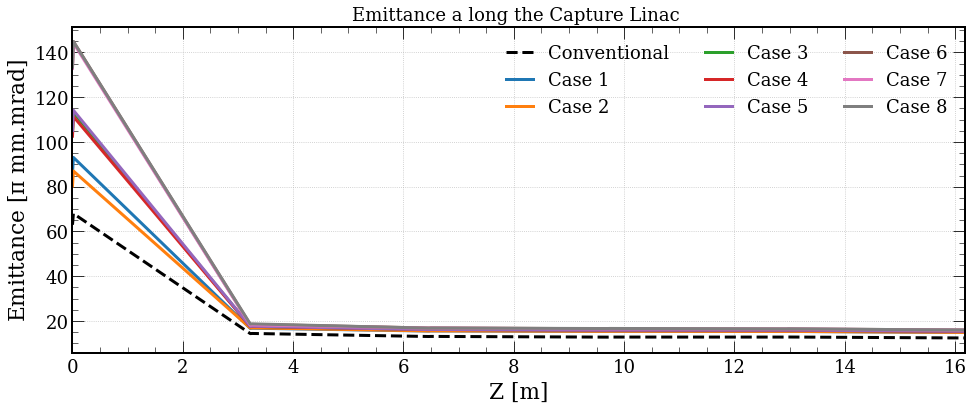 Emittance a long the Capture Linac
Emittance [π mm.mrad]
140
120
100
80
60
40
20
Conventional
Case 1
Case 2
Case 3
Case 4
Case 5
Case 6
Case 7
Case 8
0 2 4 6 8 10 12 14 16
Z [m]